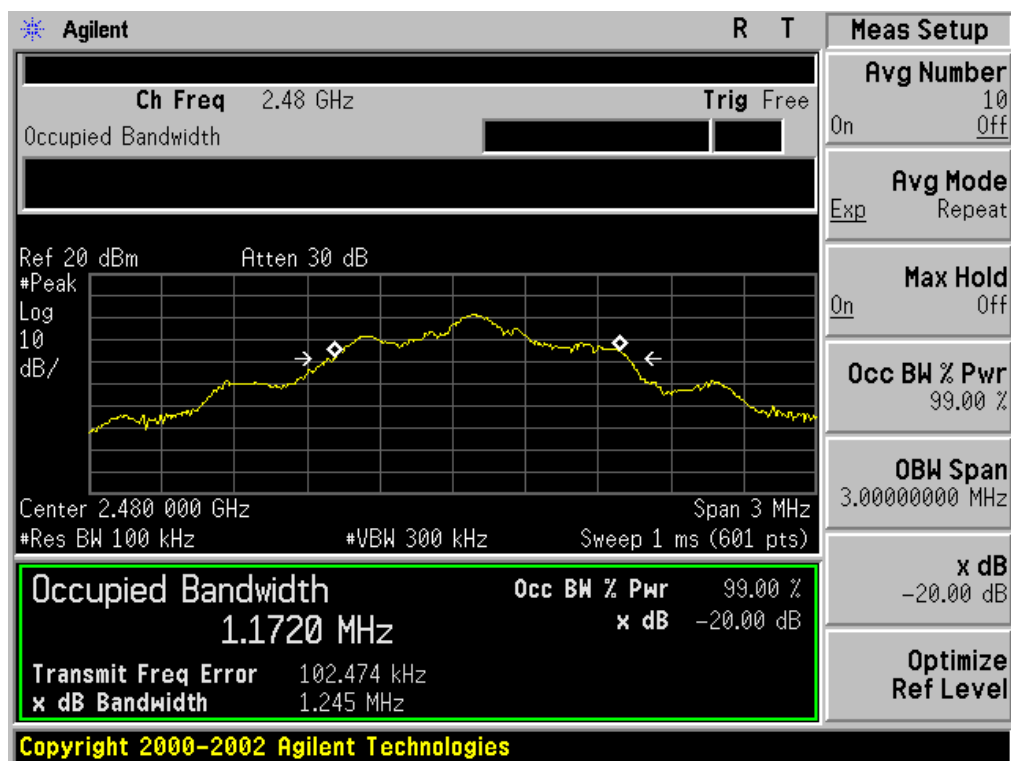 Agilent R T
Ch Freq 2.48 GHz Trig Free
Occupied Bandwidth
Ref 20 dBm Atten 30 dB
#Peak
Log
10
dB/
Center 2.480 000 GHz Span 3 MHz
#Res BW 100 kHz #VBW 300 kHz Sweep 1 ms (601 pts)
Occupied Bandwidth Occ BW % Pwr 99.00 %
1.1720 MHz x dB -20.00 dB
Transmit Freq Error 102.474 kHz
x dB Bandwidth 1.245 MHz
Copyright 2000-2002 Agilent Technologies
Meas Setup
Avg Number
10
On Off
Avg Mode
Exp Repeat
Max Hold
On Off
Occ BW % Pwr
99.00 %
OBW Span
3.00000000 MHz
x dB
-20.00 dB
Optimize
Ref Level